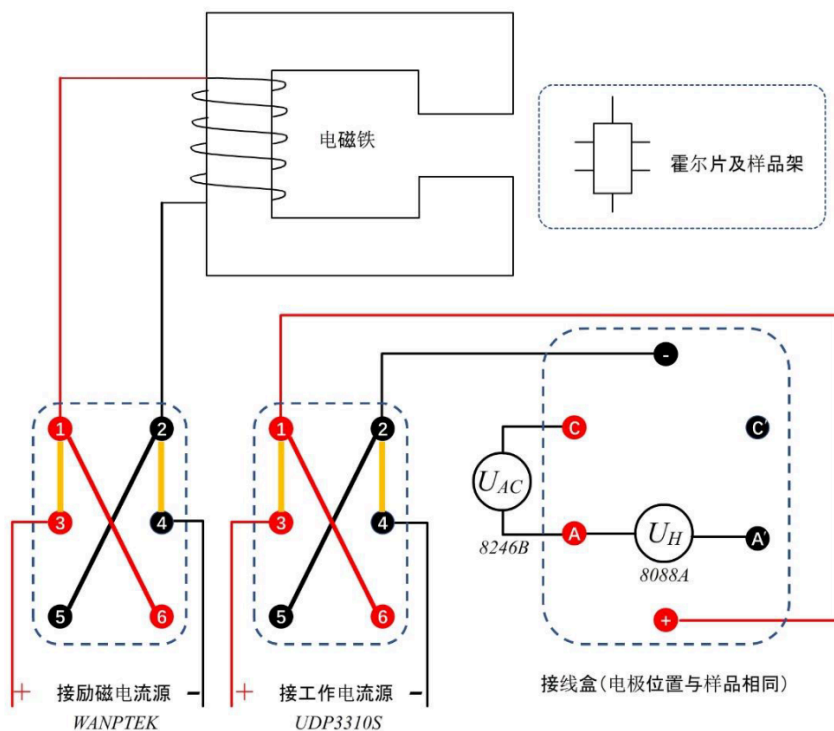 电磁铁
霍尔片及样品架
-
1
2
1
2
C
C′
U_AC
3
4
3
4
A
U_H
A′
8246B
8088A
5
6
5
6
+
+ 接励磁电流源 -
WANPTEK
+ 接工作电流源 -
UDP3310S
接线盒(电极位置与样品相同)